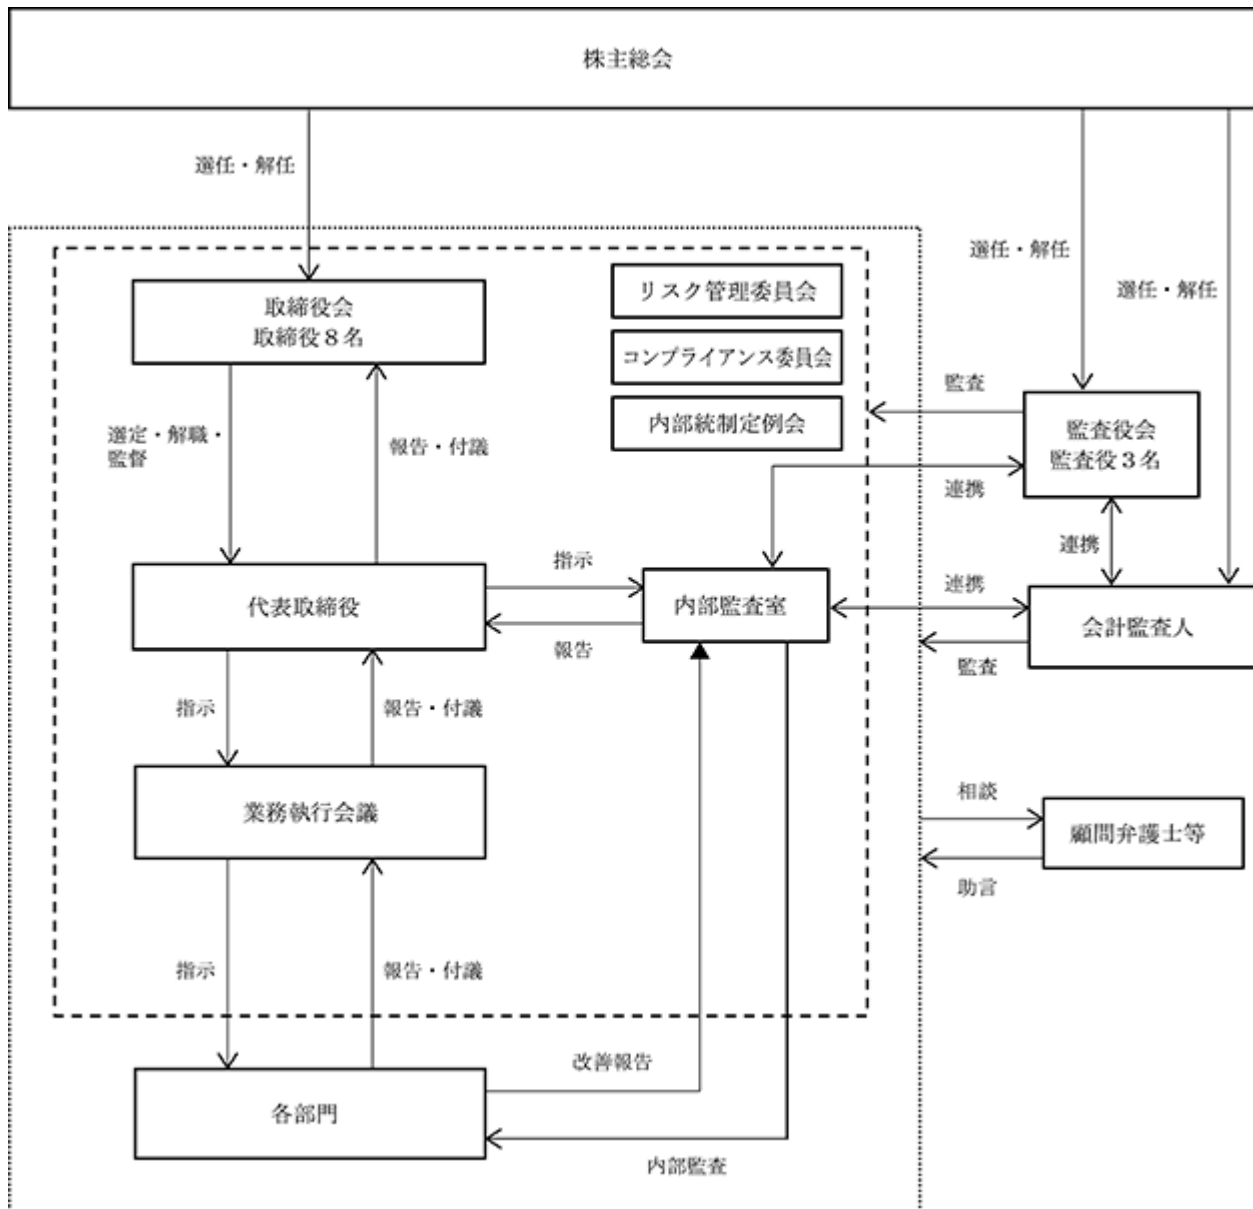 株主総会
選任・解任
選任・解任
選任・解任
取締役会
取締役8名
リスク管理委員会
コンプライアンス委員会
内部統制定例会
監査
監査役会
監査役3名
選定・解職・
監督
報告・付議
連携
連携
代表取締役
指示
報告
内部監査室
連携
監査
会計監査人
指示
報告・付議
業務執行会議
相談
助言
顧問弁護士等
指示
報告・付議
改善報告
各部門
内部監査